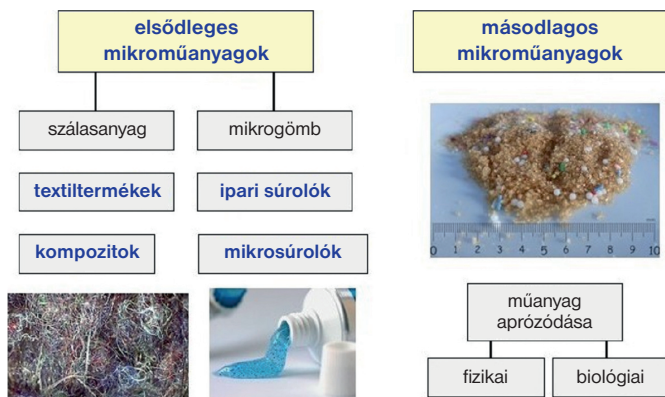 elsődleges
mikroműanyagok
szálasanyag
mikrogömb
textiltermékek
ipari súrolók
kompozitok
mikrosúrolók
másodlagos
mikroműanyagok
0 1 2 3 4 5 6 7 8 9 10
műanyag
aprózódása
fizikai
biológiai